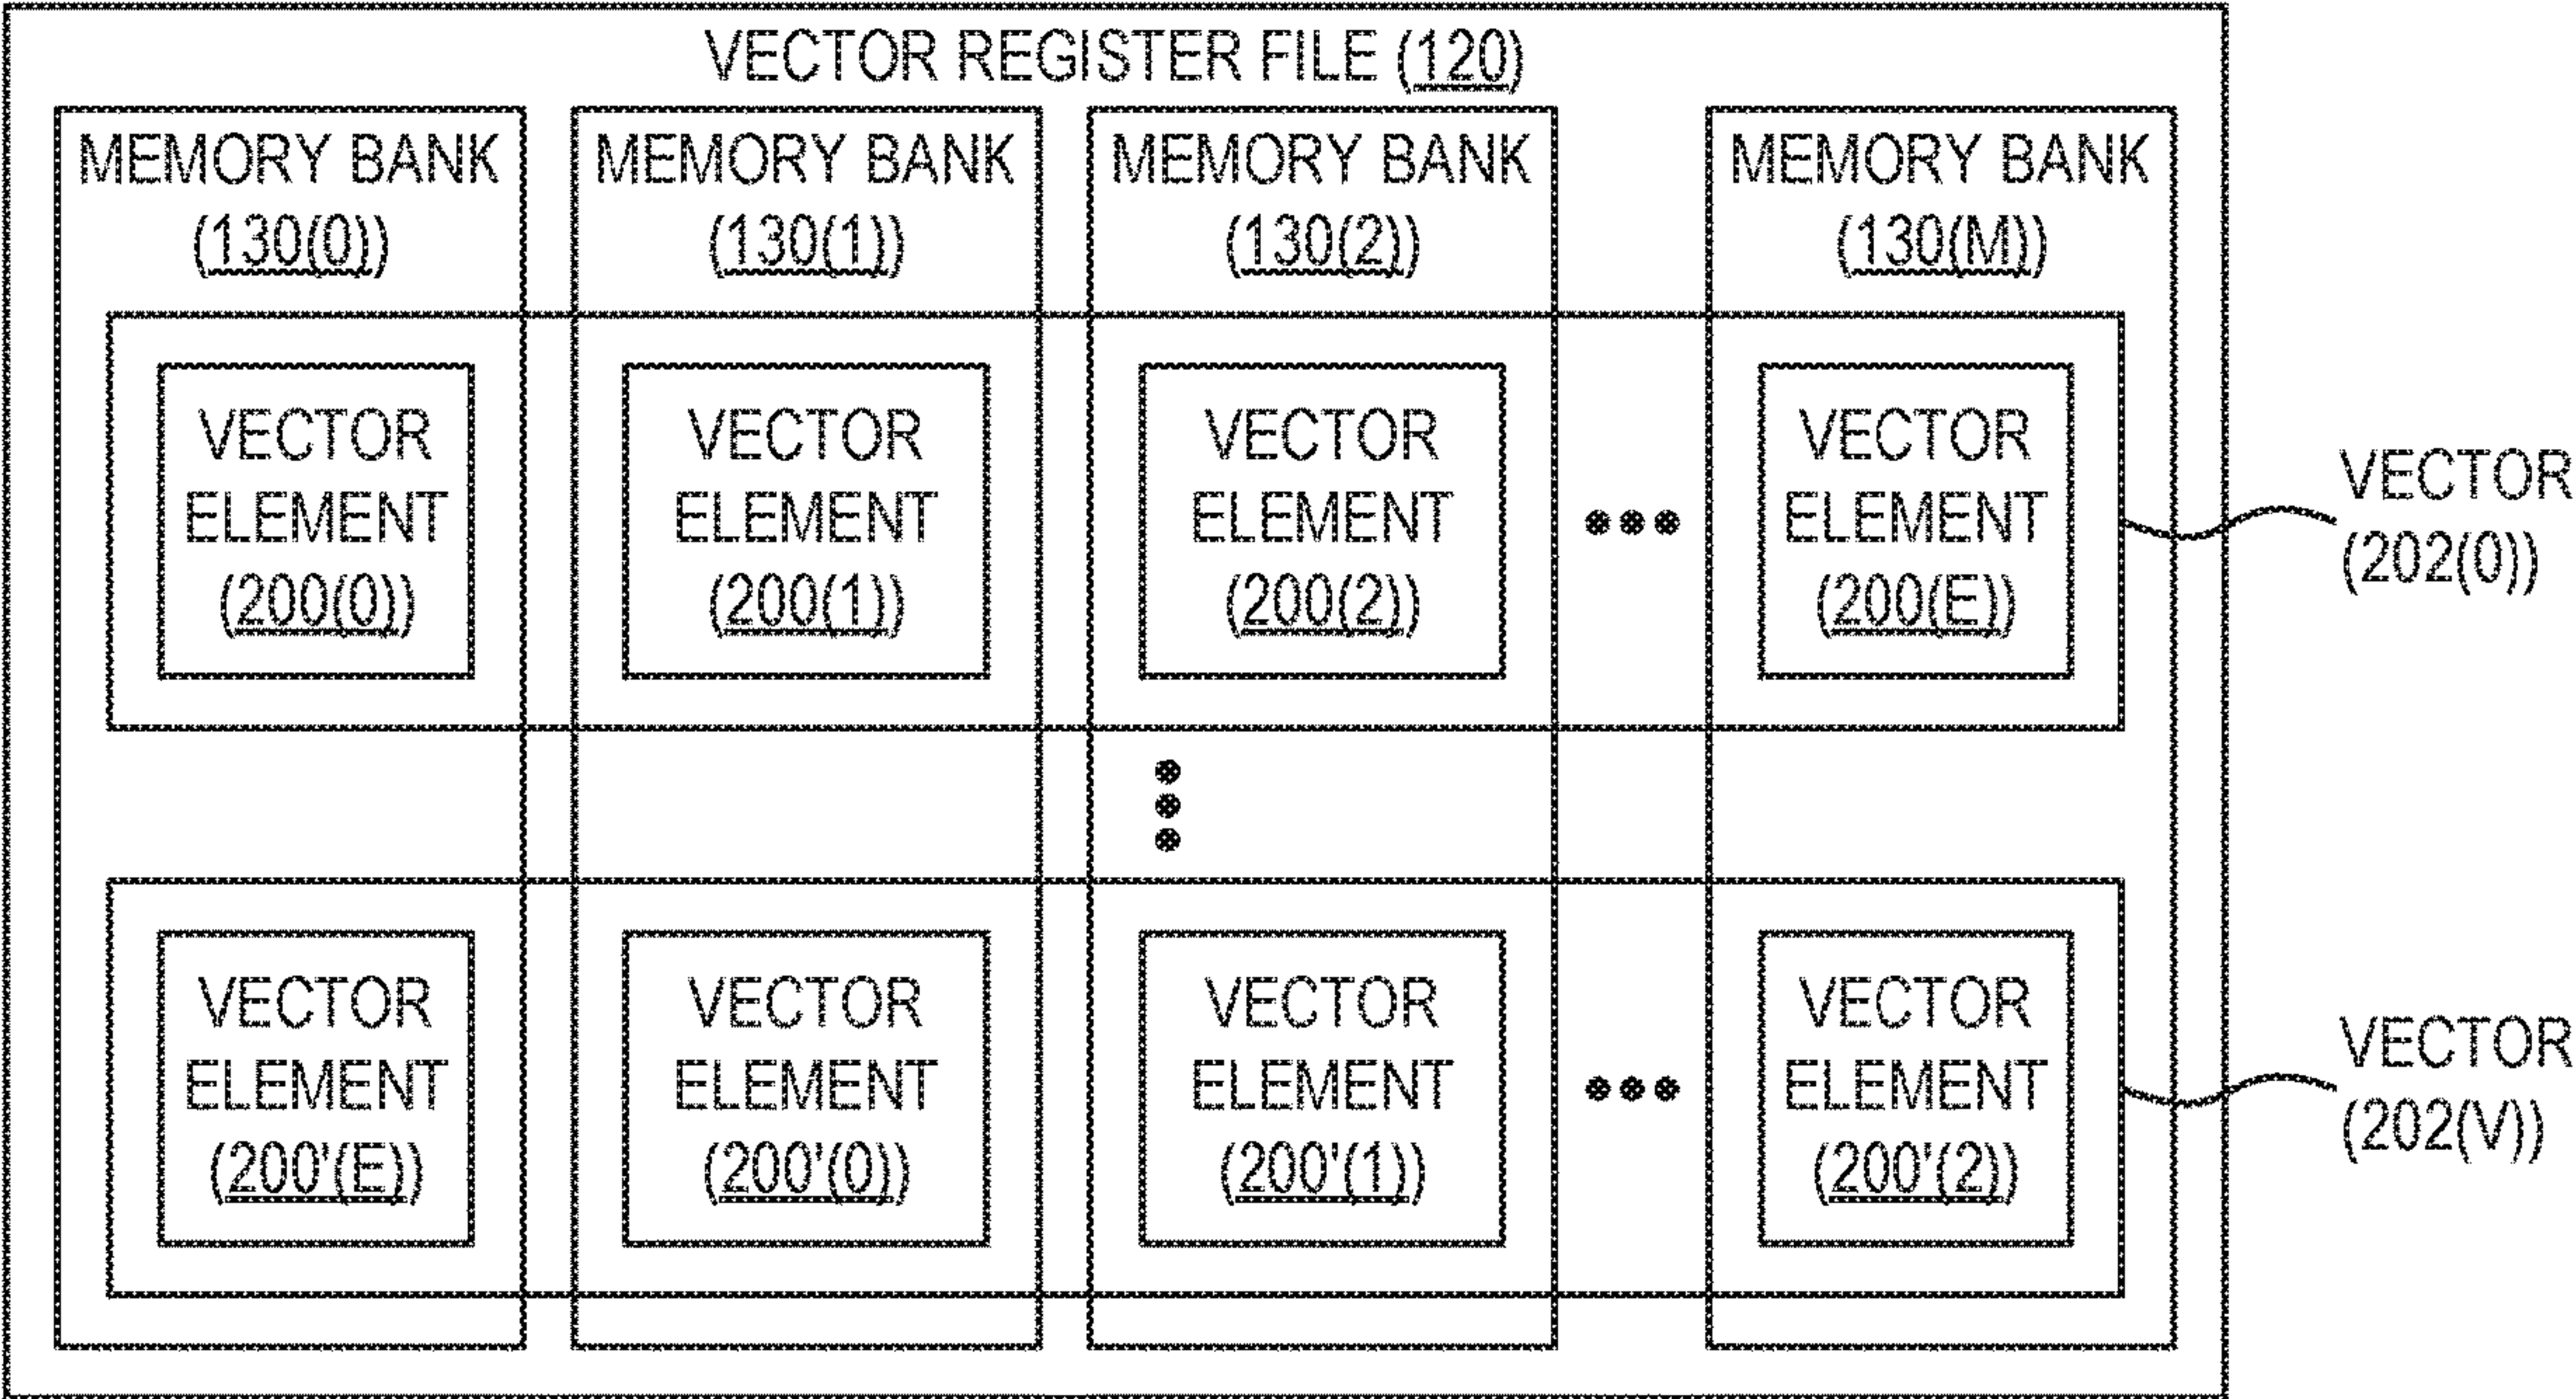 VECTOR REGISTER FILE (120)
MEMORY BANK
(130(0))
MEMORY BANK
(130(1))
MEMORY BANK
(130(2))
MEMORY BANK
(130(M))
VECTOR
ELEMENT
(200(0))
VECTOR
ELEMENT
(200(1))
VECTOR
ELEMENT
(200(2))
VECTOR
ELEMENT
(200(E))
VECTOR
(202(0))
VECTOR
ELEMENT
(200'(E))
VECTOR
ELEMENT
(200'(0))
VECTOR
ELEMENT
(200'(1))
VECTOR
ELEMENT
(200'(2))
VECTOR
(202(V))